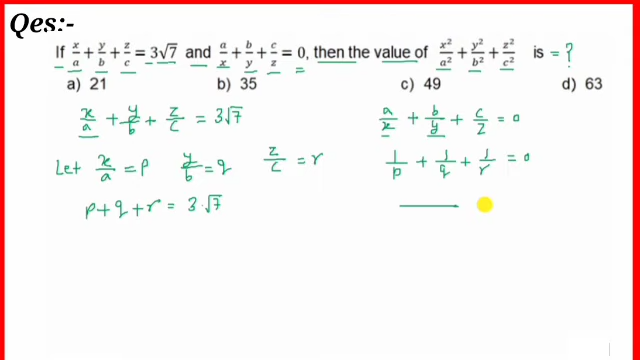 Qes:-
If x/a + y/b + z/c = 3√7 and a/x + b/y + c/z = 0, then the value of x²/a² + y²/b² + z²/c² is = ?
a) 21 b) 35 c) 49 d) 63
x/a + y/b + z/c = 3√7 a/x + b/y + c/z = 0
Let x/a = p y/b = q z/c = r 1/p + 1/q + 1/r = 0
p + q + r = 3·√7